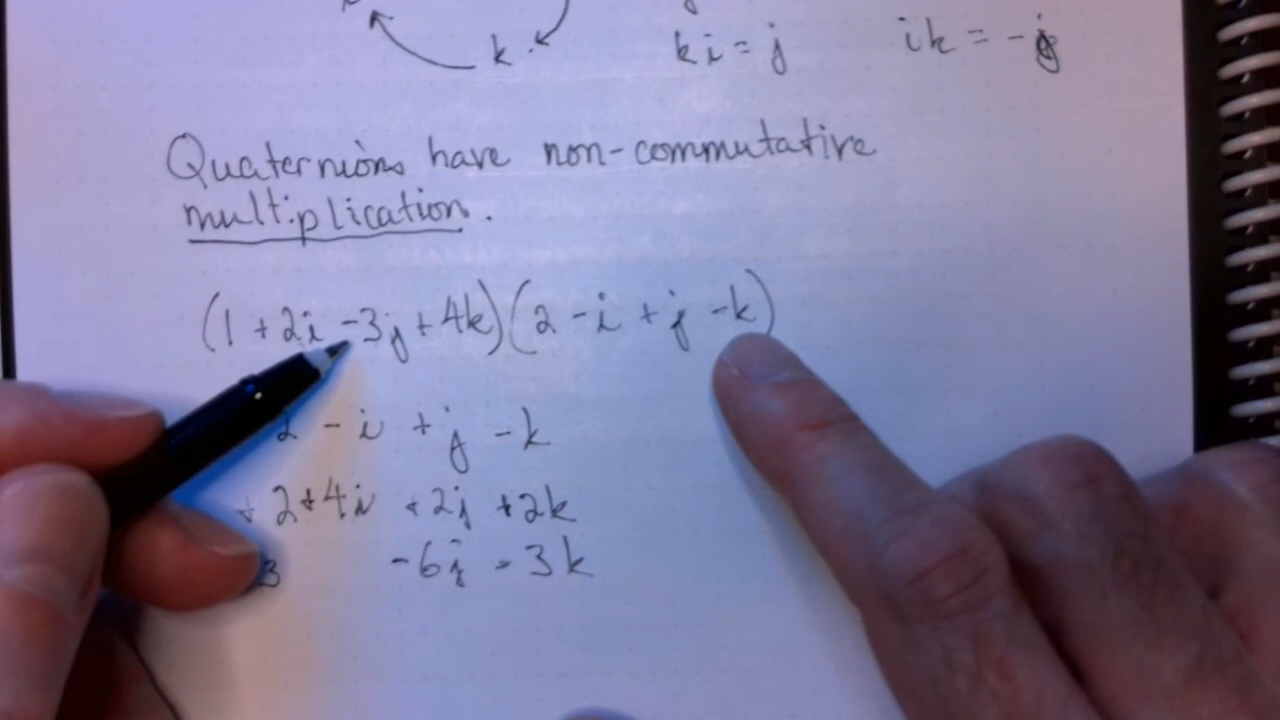 k
ki = j ik = -j
Quaternions have non-commutative
multiplication.
(1 + 2i - 3j + 4k)(2 - i + j - k)
2 - i + j - k
+ 2 + 4i + 2j + 2k
3 - 6j - 3k